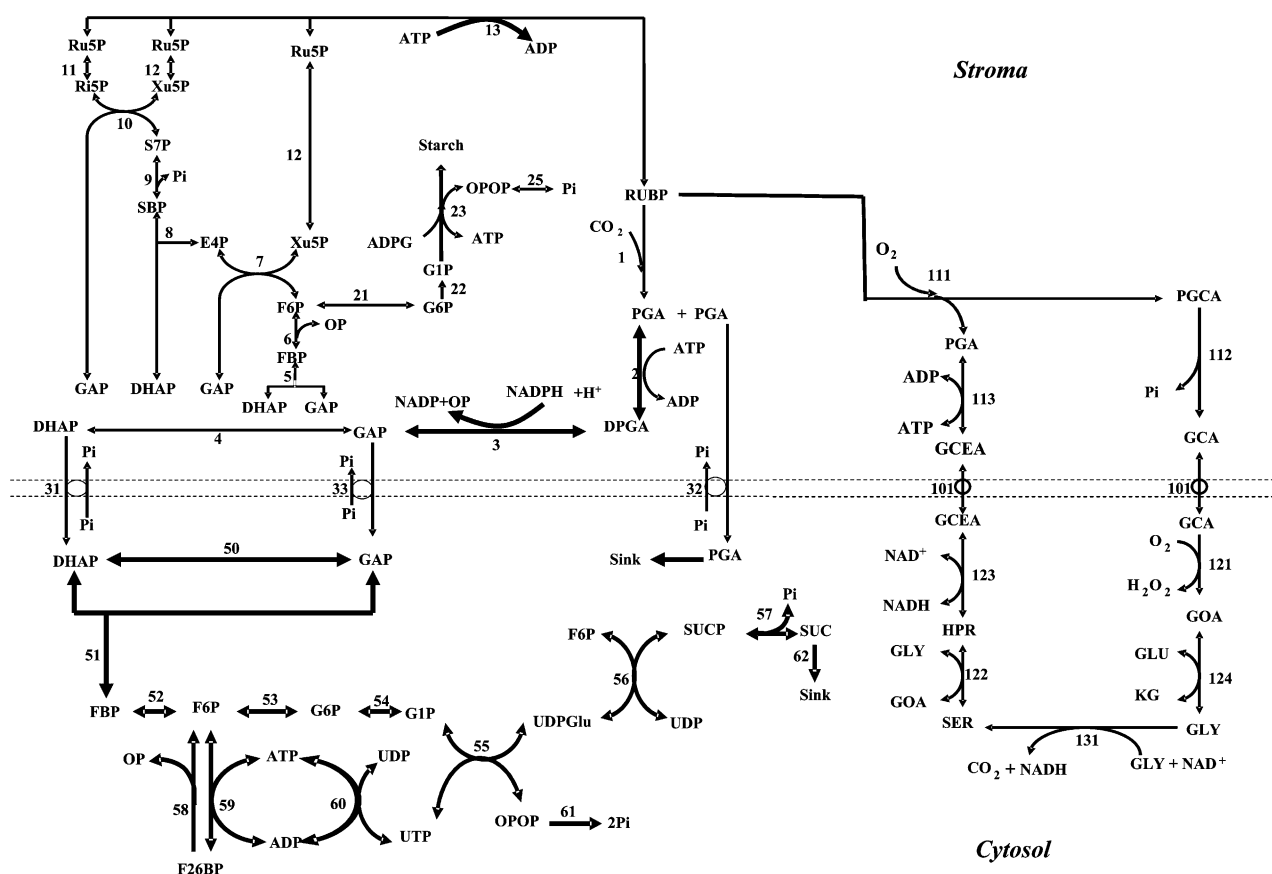 Ru5P Ru5P Ru5P ATP 13 ADP
11 12
Ri5P Xu5P
10
Stroma
S7P
9 Pi
SBP
8 E4P Xu5P
12
7
Starch
OPOP 25 Pi
23
ADPG ATP
G1P
22
F6P 21 G6P
6 OP
FBP
5
GAP DHAP GAP DHAP GAP
RUBP
CO2
1
PGA + PGA
ATP
2
ADP
DPGA
O2 111
PGCA
PGA
112
ADP
113
Pi
ATP
GCEA
GCA
NADP+OP NADPH +H+
DHAP 4 GAP 3
Pi Pi Pi
31 33 32 101 101
Pi Pi Pi
GCEA GCA
DHAP 50 GAP
Sink PGA
NAD+ 123 NADH
O2 121 H2O2
HPR GOA
GLY 122 GOA
GLU 124 KG
SER GLY
131
CO2 + NADH GLY + NAD+
51
FBP 52 F6P 53 G6P 54 G1P
F6P SUCP 57 Pi SUC
62
Sink
56
UDPGlu UDP
55
OP ATP UDP
58 59 60
ADP UTP
F26BP
OPOP 61 2Pi
Cytosol